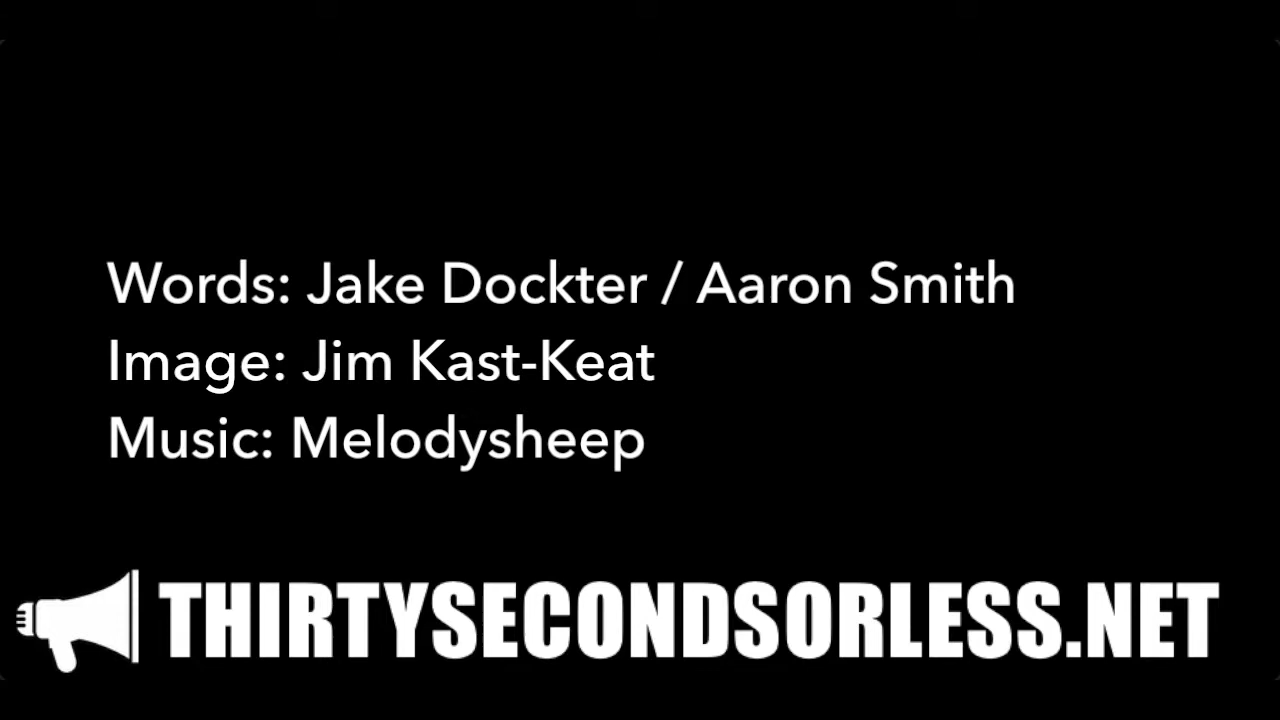 Words: Jake Dockter / Aaron Smith
Image: Jim Kast-Keat
Music: Melodysheep
THIRTYSECONDSORLESS.NET